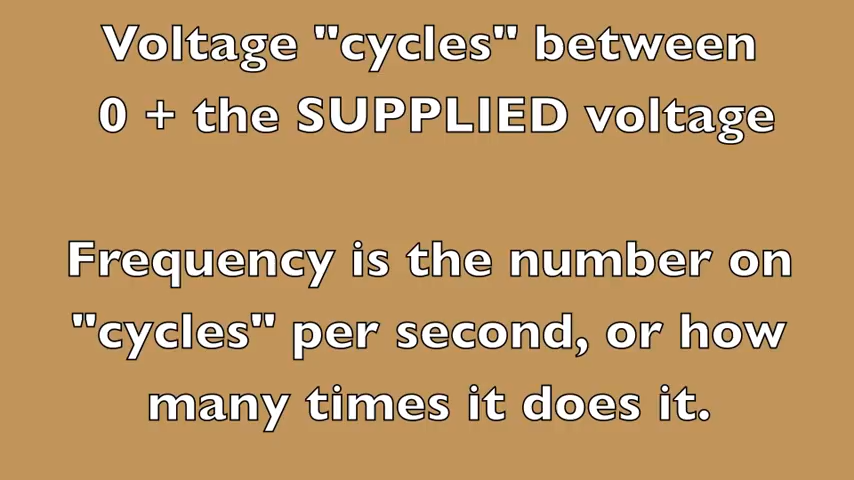 Voltage "cycles" between
0 + the SUPPLIED voltage
Frequency is the number on
"cycles" per second, or how
many times it does it.